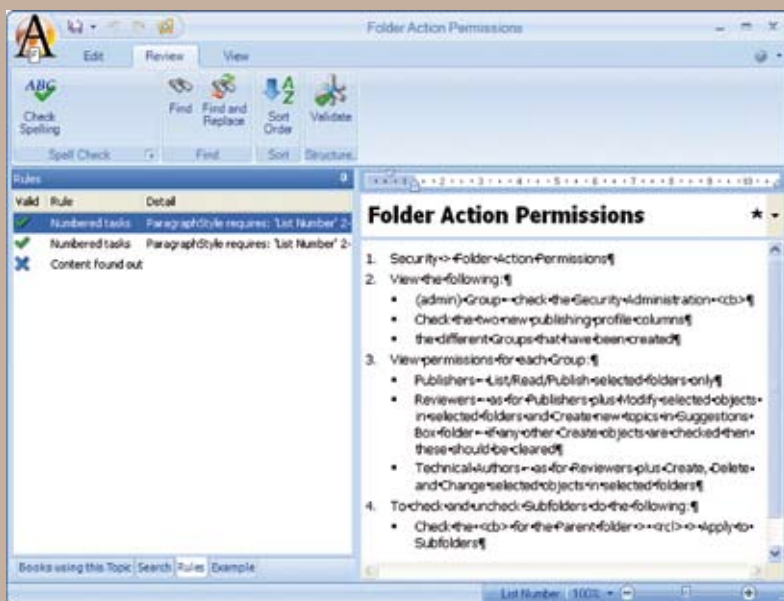 Folder Action Permissions
Edit Review View
ABC
Check Spelling
Find
Find and Replace
A Z
Sort Order
Validate
Spell Check Find Sort Structure
Rules
Valid Rule Detail
Numbered tasks ParagraphStyle requires: 'List Number' 2-
Numbered tasks ParagraphStyle requires: 'List Number' 2-
Content found out
Books using this Topic Search Rules Example
Folder Action Permissions
1. Security <> Folder Action Permissions¶
2. View the following:¶
▪ (admin) Group – check the Security Administration <cb>¶
▪ Check the two new publishing profile columns¶
▪ the different Groups that have been created¶
3. View permissions for each Group:¶
▪ Publishers – List/Read/Publish selected folders only¶
▪ Reviewers – as for Publishers plus Modify selected objects
in selected folders and Create new topics in Suggestions
Box folder – if any other Create objects are checked then
these should be cleared¶
▪ Technical Authors – as for Reviewers plus Create, Delete
and Change selected objects in selected folders¶
4. To check and uncheck Subfolders do the following:¶
▪ Check the <cb> for the Parent folder <> <rcl> <> Apply to
Subfolders¶
List Number 100%